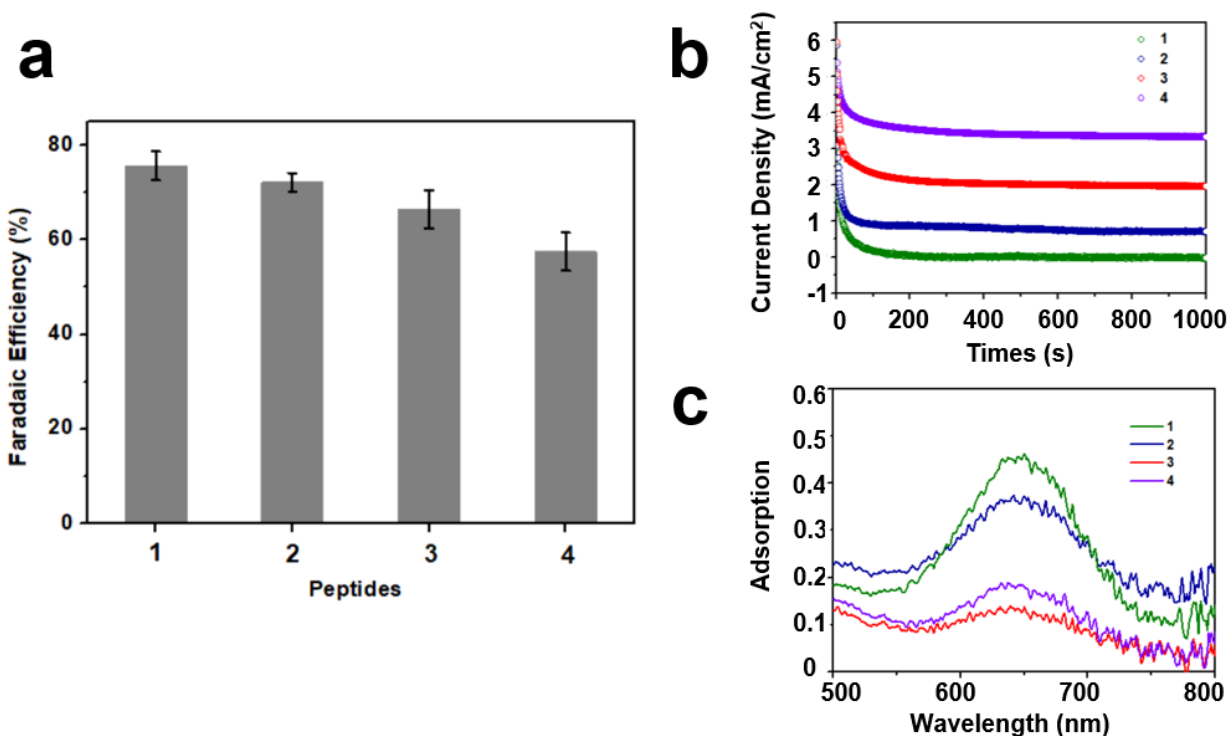 a
Faradaic Efficiency (%)
80
60
40
20
0
1 2 3 4
Peptides
b
Current Density (mA/cm²)
6
5
4
3
2
1
0
-1
1
2
3
4
0 200 400 600 800 1000
Times (s)
c
Adsorption
0.6
0.5
0.4
0.3
0.2
0.1
0
1
2
3
4
500 600 700 800
Wavelength (nm)